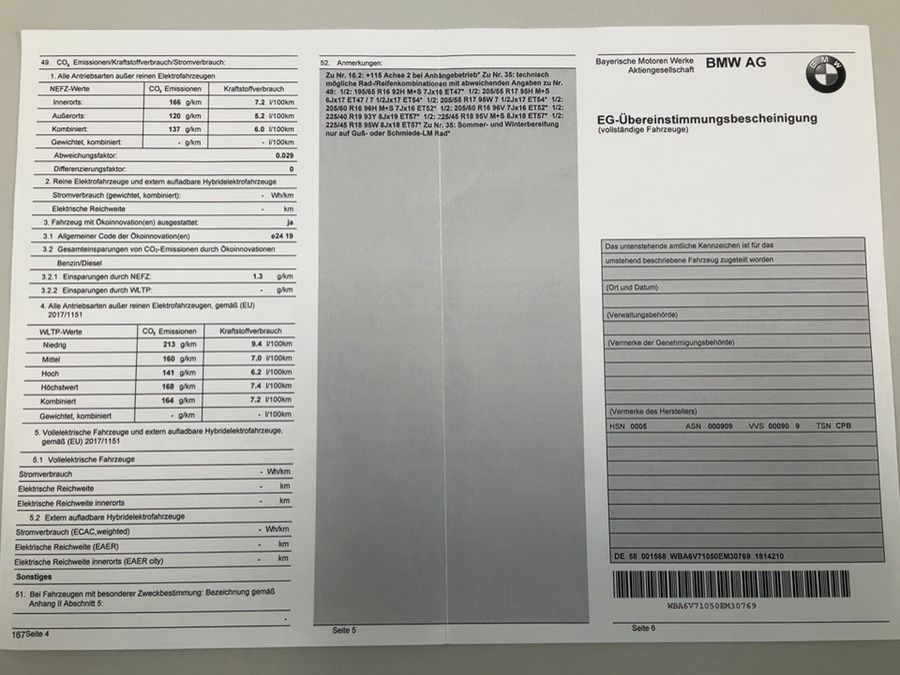 49. CO₂ Emissionen/Kraftstoffverbrauch/Stromverbrauch:
1. Alle Antriebsarten außer reinen Elektrofahrzeugen
NEFZ-Werte CO₂ Emissionen Kraftstoffverbrauch
Innerorts: 166 g/km 7.2 l/100km
Außerorts: 120 g/km 5.2 l/100km
Kombiniert: 137 g/km 6.0 l/100km
Gewichtet, kombiniert: - g/km - l/100km
Abweichungsfaktor: 0.029
Differenzierungsfaktor: 0
2. Reine Elektrofahrzeuge und extern aufladbare Hybridelektrofahrzeuge
Stromverbrauch (gewichtet, kombiniert): - Wh/km
Elektrische Reichweite - km
3. Fahrzeug mit Ökoinnovation(en) ausgestattet: ja
3.1 Allgemeiner Code der Ökoinnovation(en) e24 19
3.2 Gesamteinsparungen von CO₂-Emissionen durch Ökoinnovationen
Benzin/Diesel
3.2.1 Einsparungen durch NEFZ: 1.3 g/km
3.2.2 Einsparungen durch WLTP: - g/km
4. Alle Antriebsarten außer reinen Elektrofahrzeugen, gemäß (EU)
2017/1151
WLTP-Werte CO₂ Emissionen Kraftstoffverbrauch
Niedrig 213 g/km 9.4 l/100km
Mittel 160 g/km 7.0 l/100km
Hoch 141 g/km 6.2 l/100km
Höchstwert 168 g/km 7.4 l/100km
Kombiniert 164 g/km 7.2 l/100km
Gewichtet, kombiniert - g/km - l/100km
5. Vollelektrische Fahrzeuge und extern aufladbare Hybridelektrofahrzeuge,
gemäß (EU) 2017/1151
5.1 Vollelektrische Fahrzeuge
Stromverbrauch - Wh/km
Elektrische Reichweite - km
Elektrische Reichweite innerorts - km
5.2 Extern aufladbare Hybridelektrofahrzeuge
Stromverbrauch (ECAC,weighted) - Wh/km
Elektrische Reichweite (EAER) - km
Elektrische Reichweite innerorts (EAER city) - km
Sonstiges
51. Bei Fahrzeugen mit besonderer Zweckbestimmung: Bezeichnung gemäß
Anhang II Abschnitt 5:
-
167 Seite 4
52. Anmerkungen:
Zu Nr. 16.2: +115 Achse 2 bei Anhängebetrieb* Zu Nr. 35: technisch
mögliche Rad-/Reifenkombinationen mit abweichenden Angaben zu Nr.
49: 1/2: 195/65 R16 92H M+S 7Jx16 ET47* 1/2: 205/55 R17 95H M+S
6Jx17 ET47 / 7 1/2Jx17 ET54* 1/2: 205/55 R17 95W 7 1/2Jx17 ET54* 1/2:
205/60 R16 96H M+S 7Jx16 ET52* 1/2: 205/60 R16 96V 7Jx16 ET52* 1/2:
225/40 R19 93Y 8Jx19 ET57* 1/2: 225/45 R18 95V M+S 8Jx18 ET57* 1/2:
225/45 R18 95W 8Jx18 ET57* Zu Nr. 35: Sommer- und Winterbereifung
nur auf Guß- oder Schmiede-LM Rad*
Seite 5
Bayerische Motoren Werke
Aktiengesellschaft
BMW AG
BMW
EG-Übereinstimmungsbescheinigung
(vollständige Fahrzeuge)
Das untenstehende amtliche Kennzeichen ist für das
umstehend beschriebene Fahrzeug zugeteilt worden
(Ort und Datum)
(Verwaltungsbehörde)
(Vermerke der Genehmigungsbehörde)
(Vermerke des Herstellers)
HSN 0005 ASN 000909 VVS 00090 9 TSN CPB
DE 58 001568 WBA6V71050EM30769 1814210
WBA6V71050EM30769
Seite 6